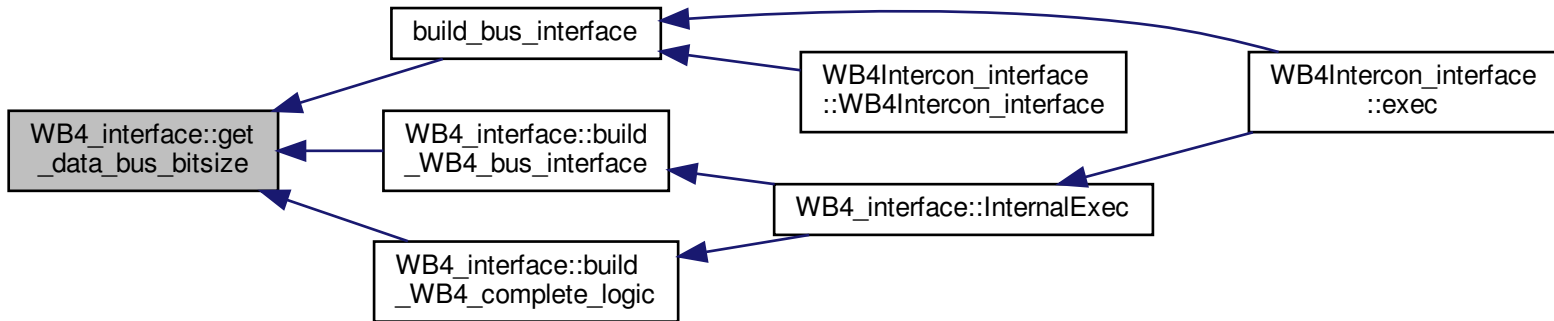 WB4_interface::get
_data_bus_bitsize
build_bus_interface
WB4Intercon_interface
::WB4Intercon_interface
WB4Intercon_interface
::exec
WB4_interface::build
_WB4_bus_interface
WB4_interface::InternalExec
WB4_interface::build
_WB4_complete_logic